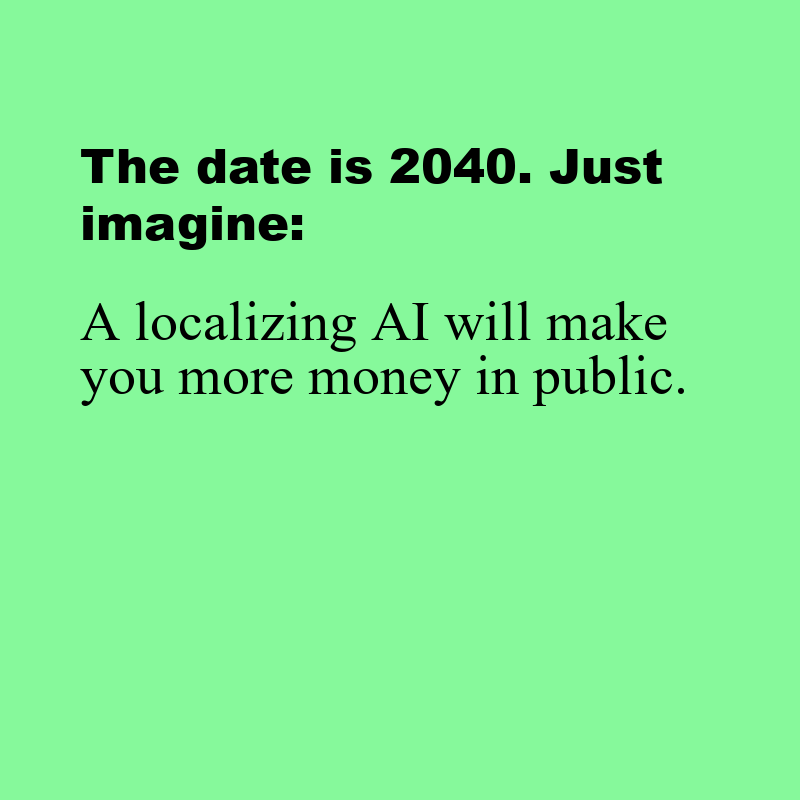 The date is 2040. Just
imagine:
A localizing AI will make
you more money in public.